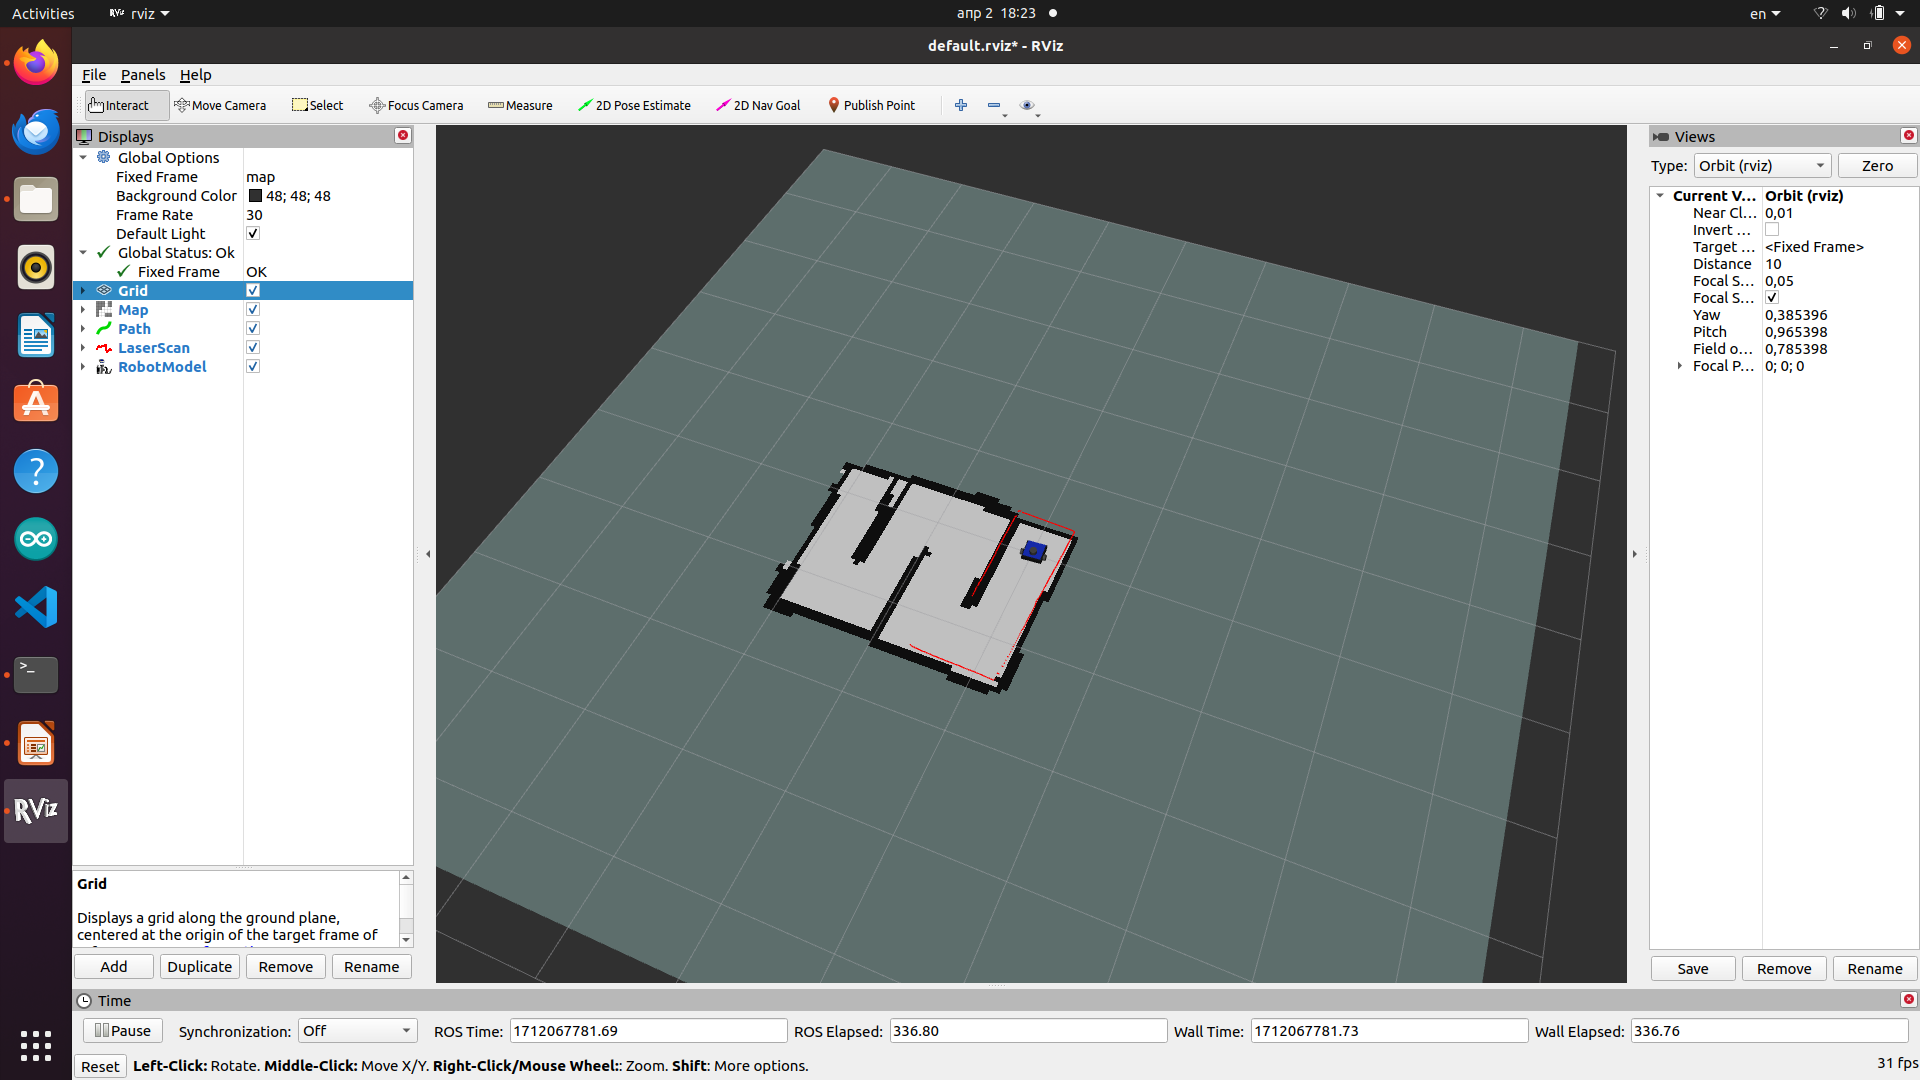 Activities RViz rviz апр 2 18:23 en
default.rviz* - RViz
File Panels Help
Interact Move Camera Select Focus Camera Measure 2D Pose Estimate 2D Nav Goal Publish Point
Displays
Global Options
Fixed Frame map
Background Color 48; 48; 48
Frame Rate 30
Default Light
Global Status: Ok
Fixed Frame OK
Grid
Map
Path
LaserScan
RobotModel
Grid
Displays a grid along the ground plane,
centered at the origin of the target frame of
Add Duplicate Remove Rename
Views
Type: Orbit (rviz) Zero
Current V... Orbit (rviz)
Near Cl... 0,01
Invert ...
Target ... <Fixed Frame>
Distance 10
Focal S... 0,05
Focal S...
Yaw 0,385396
Pitch 0,965398
Field o... 0,785398
Focal P... 0; 0; 0
Save Remove Rename
RViz
Time
Pause Synchronization: Off ROS Time: 1712067781.69 ROS Elapsed: 336.80 Wall Time: 1712067781.73 Wall Elapsed: 336.76
Reset Left-Click: Rotate. Middle-Click: Move X/Y. Right-Click/Mouse Wheel:: Zoom. Shift: More options. 31 fps